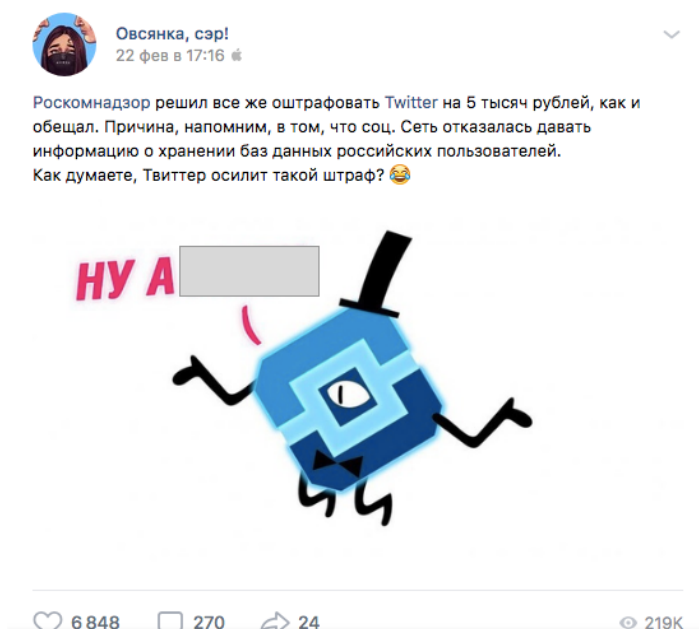 Овсянка, сэр!
22 фев в 17:16
Роскомнадзор решил все же оштрафовать Twitter на 5 тысяч рублей, как и
обещал. Причина, напомним, в том, что соц. Сеть отказалась давать
информацию о хранении баз данных российских пользователей.
Как думаете, Твиттер осилит такой штраф? 😂
НУ А
6 848 270 24 219K